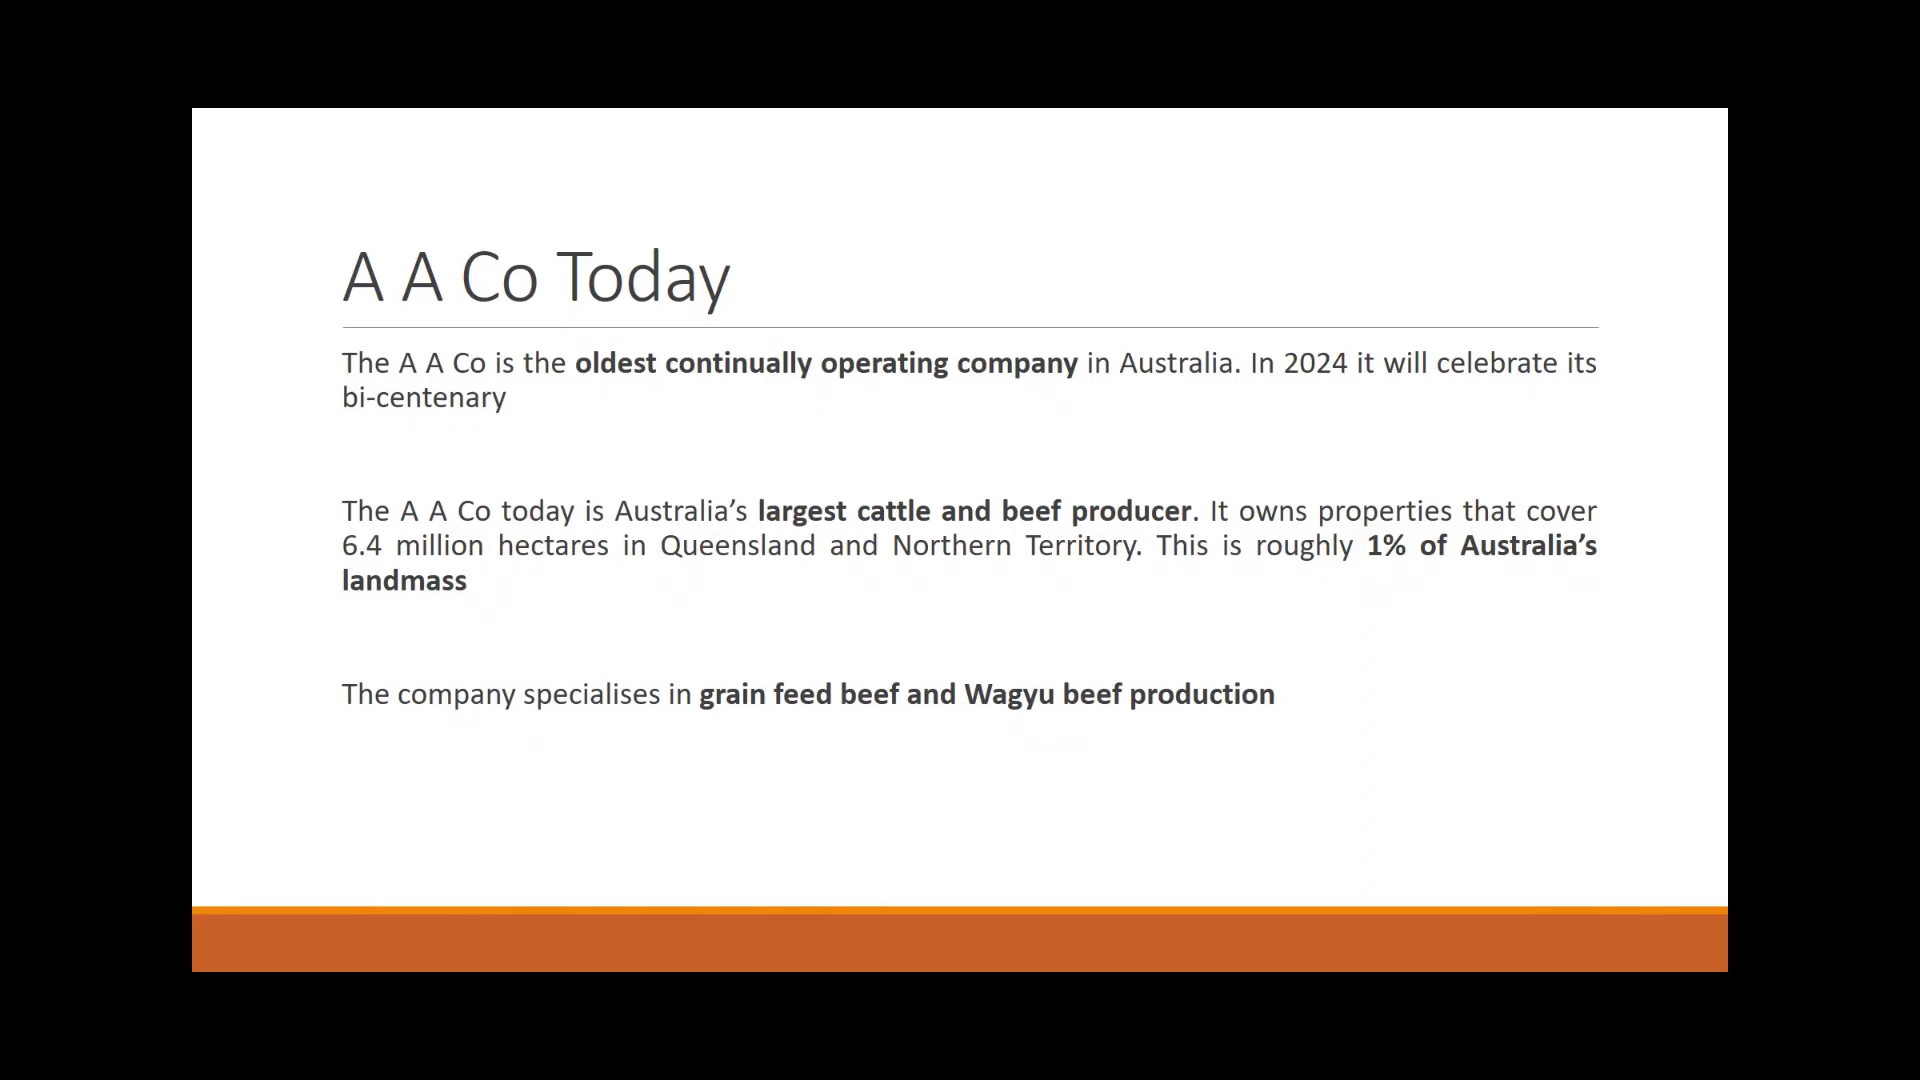 A A Co Today
The A A Co is the oldest continually operating company in Australia. In 2024 it will celebrate its
bi-centenary
The A A Co today is Australia’s largest cattle and beef producer. It owns properties that cover
6.4 million hectares in Queensland and Northern Territory. This is roughly 1% of Australia’s
landmass
The company specialises in grain feed beef and Wagyu beef production